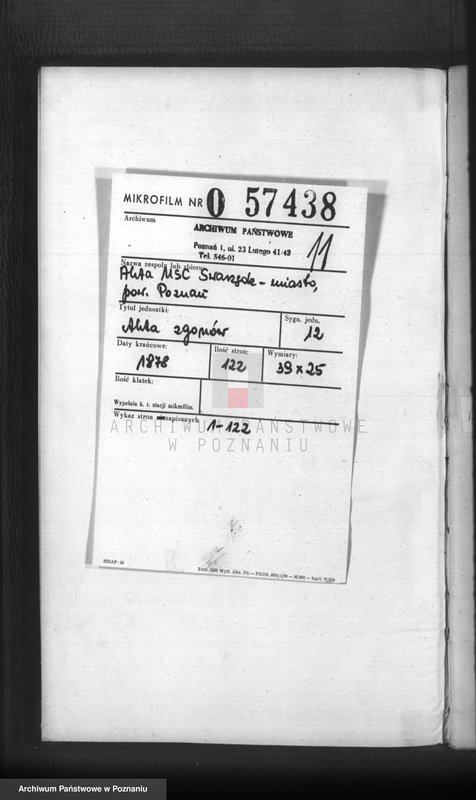 MIKROFILM NR 0 57438
Archiwum
ARCHIWUM PAŃSTWOWE
Poznań 1, ul. 23 Lutego 41/43
Tel. 546-01
11
Nazwa zespołu lub zbioru:
Akta USC Swarzędz - miasto,
pow. Poznań
Tytuł jednostki:
Akta zgonów
Sygn. jedn.
12
Daty krańcowe:
1878
Ilość stron:
122
Wymiary:
39 x 25
Ilość klatek:
Wypełnia k. t. stacji mikrofilm.
Wykaz stron niezapisanych
1-122
ARCHIWUM PAŃSTWOWE
W POZNANIU
NDAP-28
Archiwum Państwowe w Poznaniu